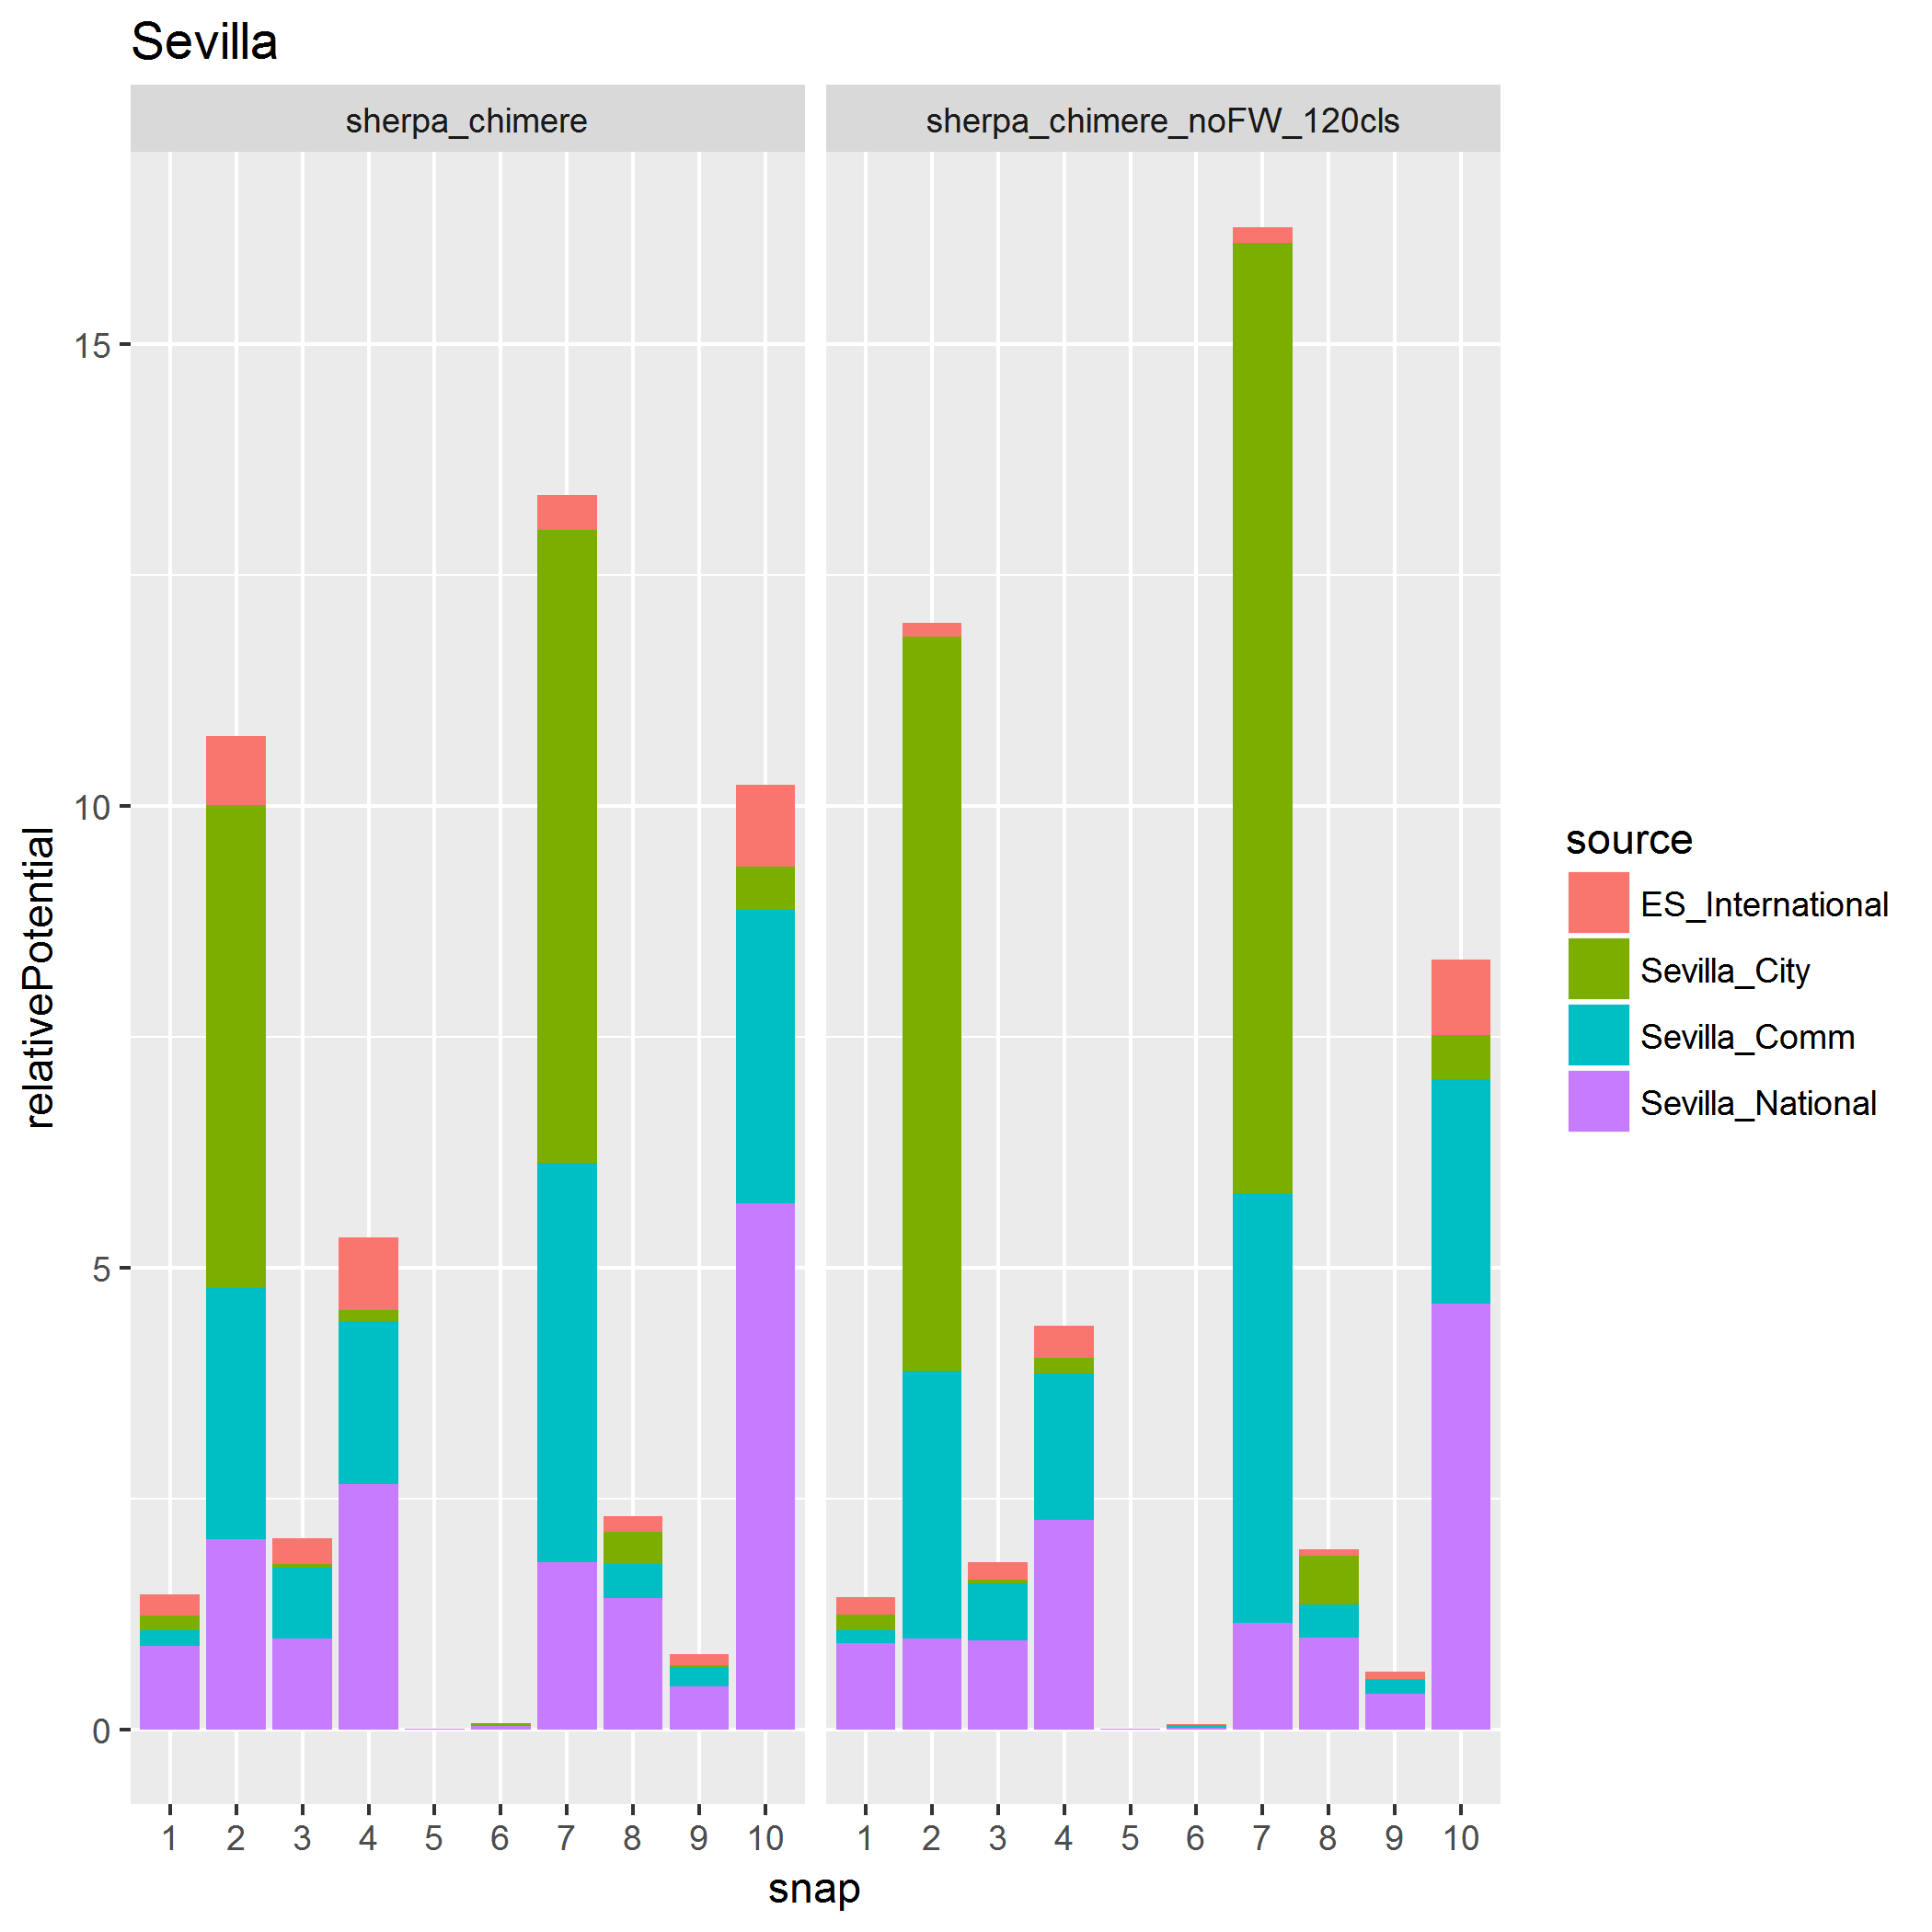 Sevilla
sherpa_chimere
sherpa_chimere_noFW_120cls
relativePotential
15
10
5
0
1 2 3 4 5 6 7 8 9 10
1 2 3 4 5 6 7 8 9 10
snap
source
ES_International
Sevilla_City
Sevilla_Comm
Sevilla_National